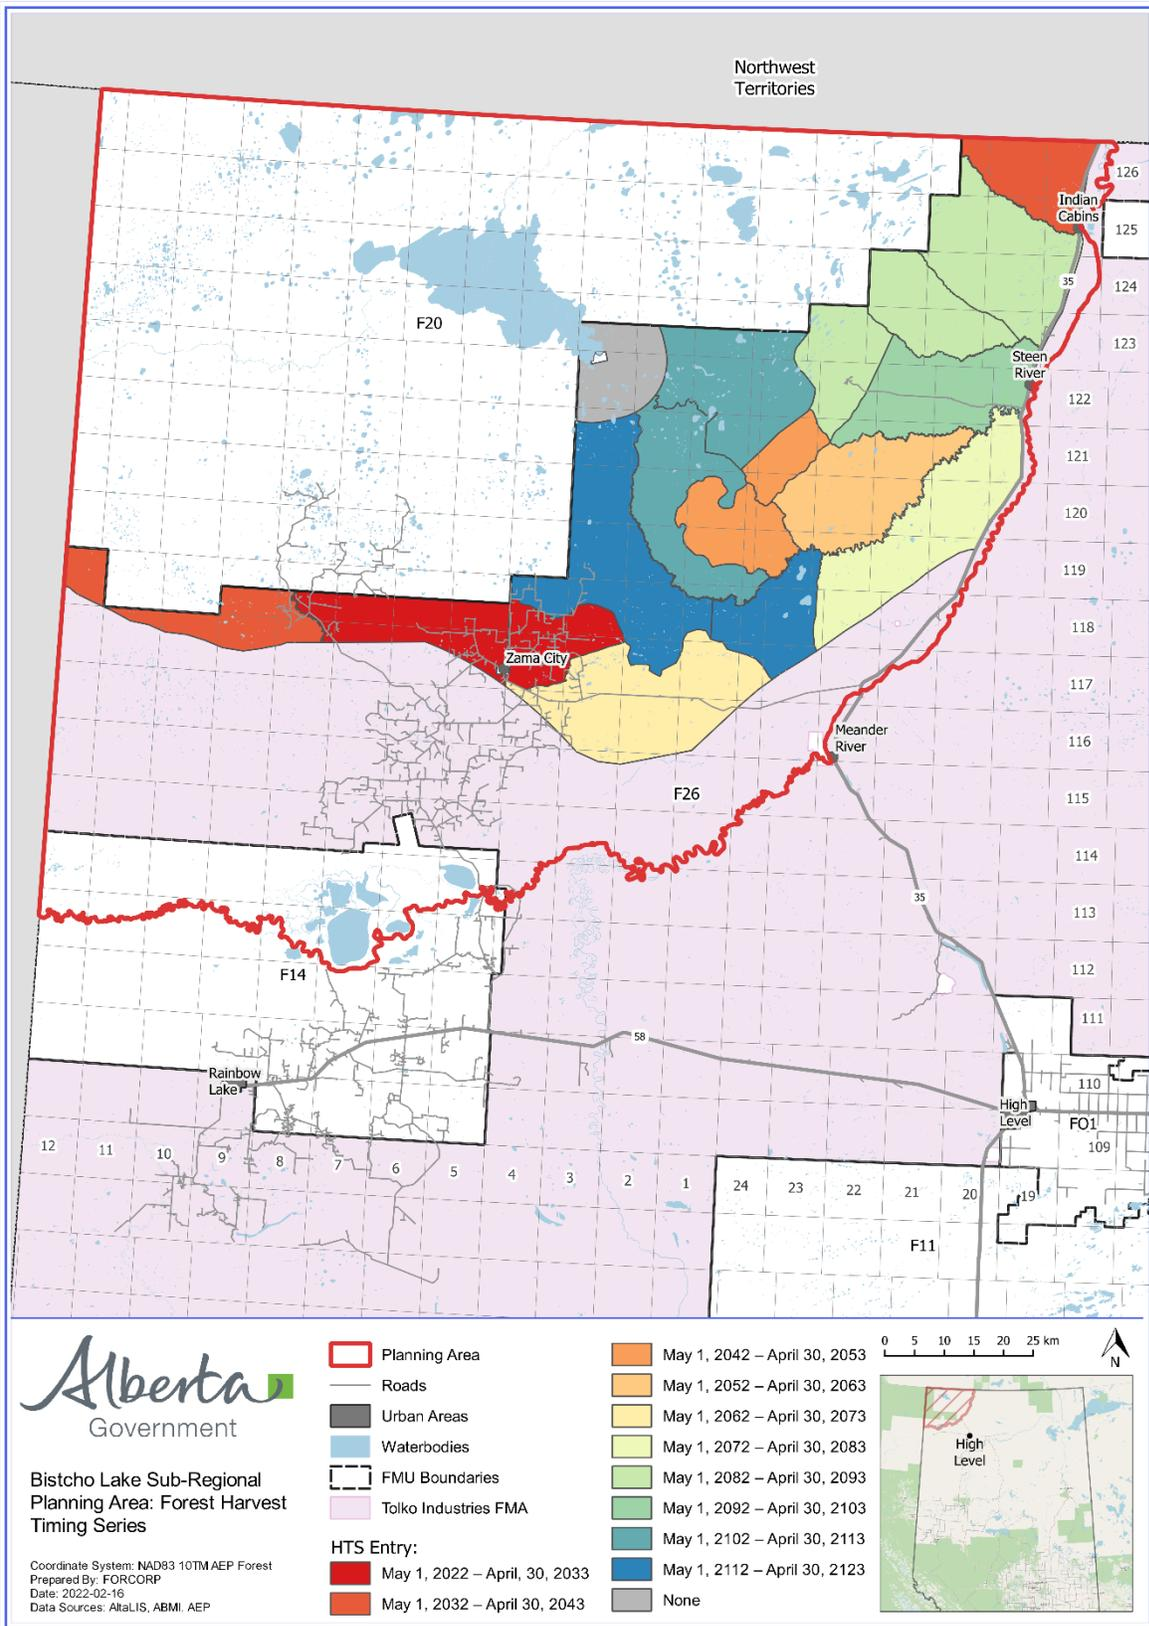 Northwest
Territories
126
Indian
Cabins
125
35
124
F20
123
Steen
River
122
121
120
119
118
Zama City
117
Meander
River
116
F26
115
114
35
113
F14
112
111
58
Rainbow
Lake
110
High
Level
FO1
109
12 11 10 9 8 7 6 5 4 3 2 1 24 23 22 21 20 19
F11
Alberta
Government
Bistcho Lake Sub-Regional
Planning Area: Forest Harvest
Timing Series
Coordinate System: NAD83 10TM AEP Forest
Prepared By: FORCORP
Date: 2022-02-16
Data Sources: AltaLIS, ABMI. AEP
Planning Area
Roads
Urban Areas
Waterbodies
FMU Boundaries
Tolko Industries FMA
HTS Entry:
May 1, 2022 – April, 30, 2033
May 1, 2032 – April 30, 2043
May 1, 2042 – April 30, 2053
May 1, 2052 – April 30, 2063
May 1, 2062 – April 30, 2073
May 1, 2072 – April 30, 2083
May 1, 2082 – April 30, 2093
May 1, 2092 – April 30, 2103
May 1, 2102 – April 30, 2113
May 1, 2112 – April 30, 2123
None
0 5 10 15 20 25 km
N
High
Level